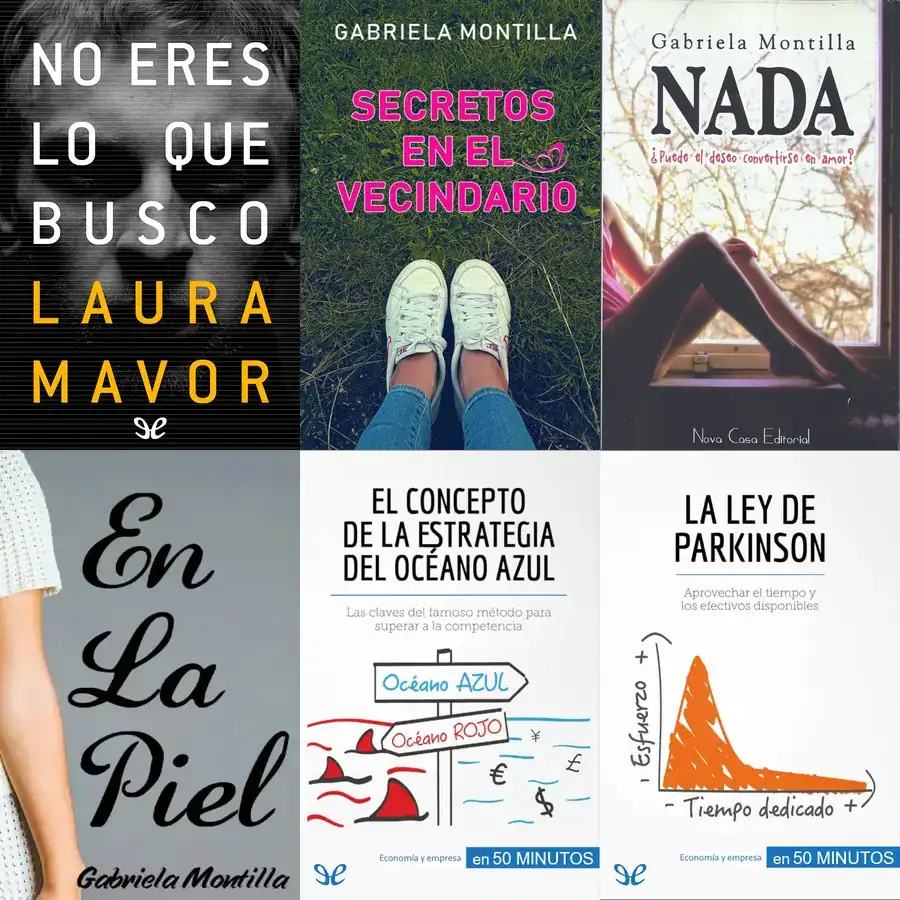 NO ERES
LO QUE
BUSCO
LAURA
MAVOR
GABRIELA MONTILLA
SECRETOS
EN EL
VECINDARIO
Gabriela Montilla
NADA
¿Puede el deseo convertirse en amor?
Nova Casa Editorial
En
La
Piel
Gabriela Montilla
EL CONCEPTO
DE LA ESTRATEGIA
DEL OCÉANO AZUL
Las claves del famoso método para
superar a la competencia
Océano AZUL
Océano ROJO
¥
€
£
$
Economía y empresa
en 50 MINUTOS
LA LEY DE
PARKINSON
Aprovechar el tiempo y
los efectivos disponibles
- Esfuerzo +
- Tiempo dedicado +
Economía y empresa
en 50 MINUTOS